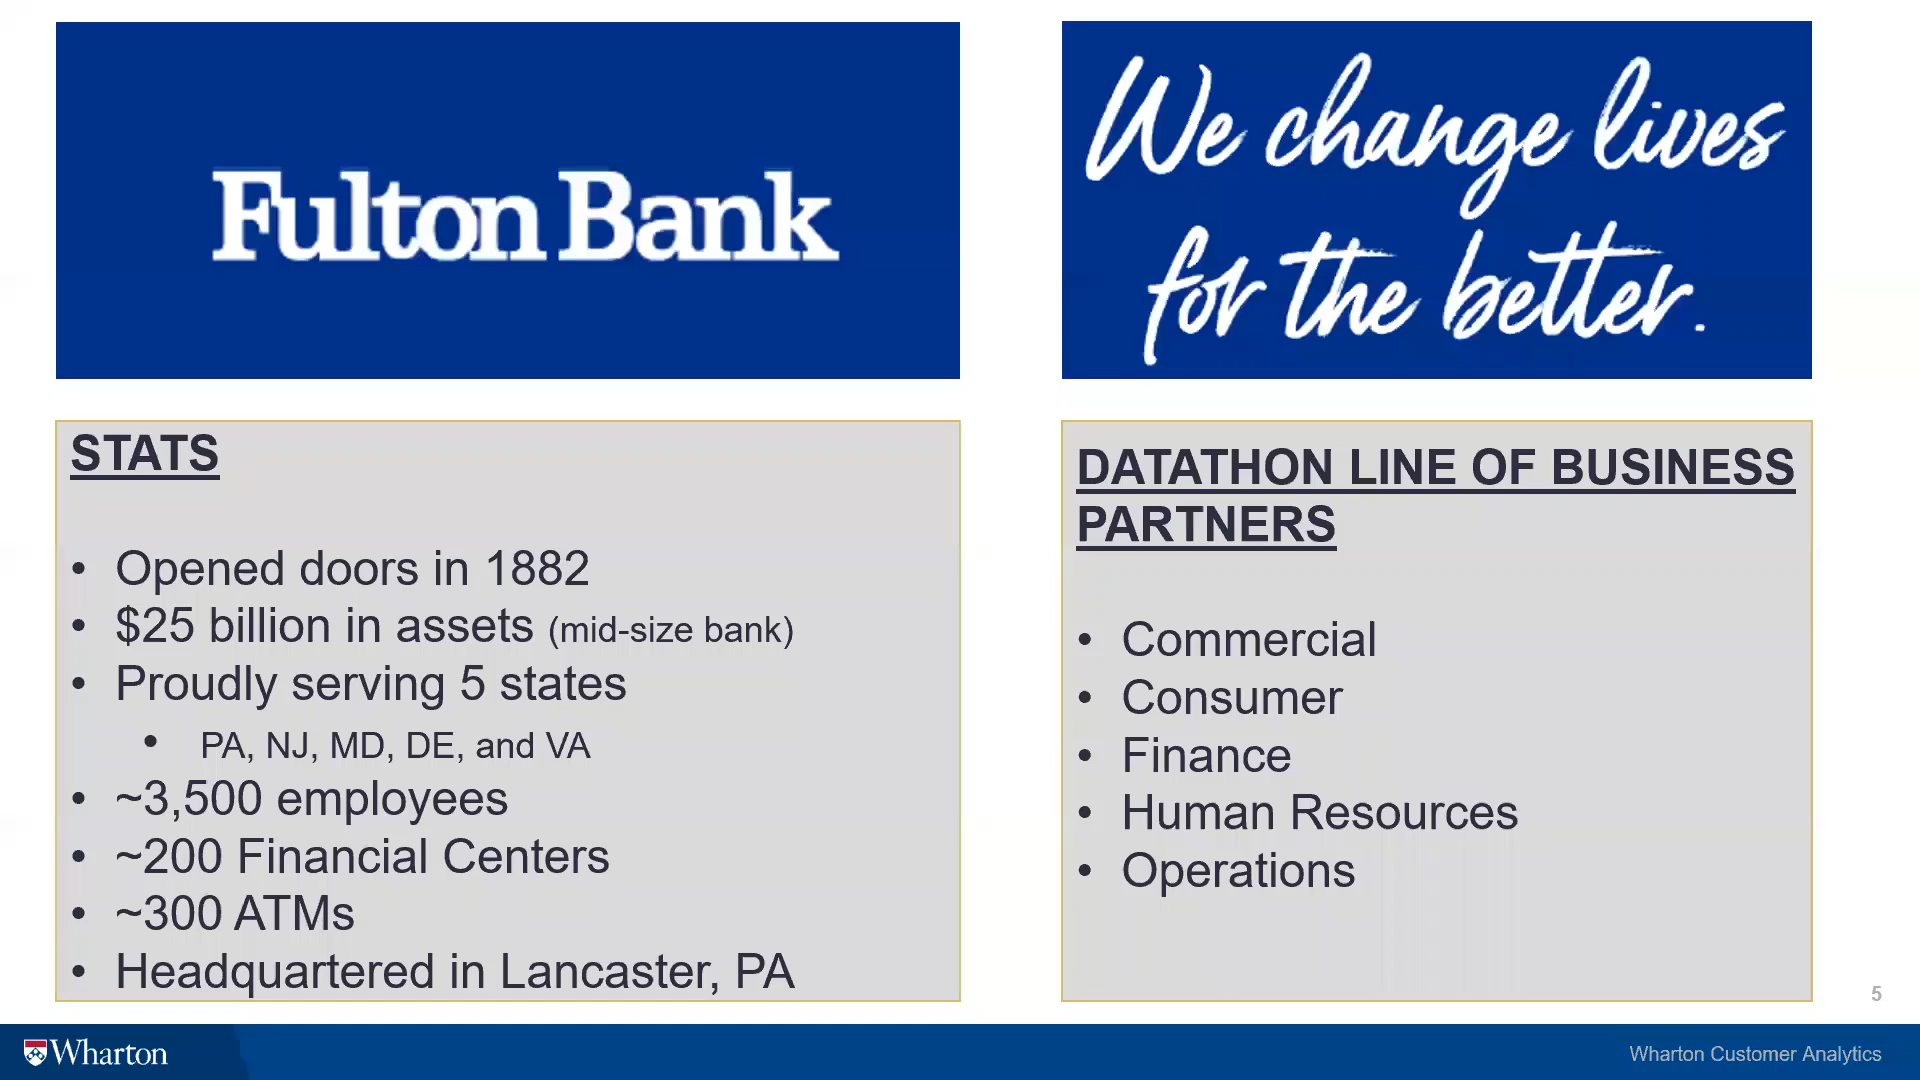 Fulton Bank
We change lives
for the better.
STATS
• Opened doors in 1882
• $25 billion in assets (mid-size bank)
• Proudly serving 5 states
• PA, NJ, MD, DE, and VA
• ~3,500 employees
• ~200 Financial Centers
• ~300 ATMs
• Headquartered in Lancaster, PA
DATATHON LINE OF BUSINESS
PARTNERS
• Commercial
• Consumer
• Finance
• Human Resources
• Operations
5
Wharton
Wharton Customer Analytics